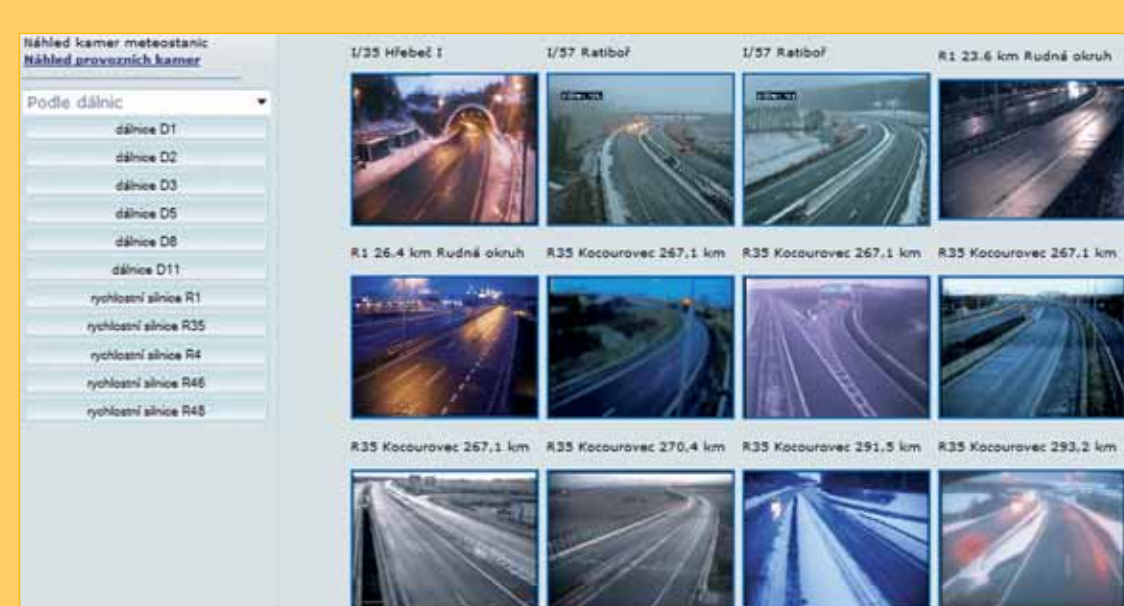 Náhled kamer meteostanic
Náhled provozních kamer
Podle dálnic
dálnice D1
dálnice D2
dálnice D3
dálnice D5
dálnice D8
dálnice D11
rychlostní silnice R1
rychlostní silnice R35
rychlostní silnice R4
rychlostní silnice R46
rychlostní silnice R48
I/35 Hřebeč I
I/57 Ratiboř
I/57 Ratiboř
R1 23.6 km Rudná okruh
R1 26.4 km Rudná okruh
R35 Kocourovec 267,1 km
R35 Kocourovec 267,1 km
R35 Kocourovec 267,1 km
R35 Kocourovec 267,1 km
R35 Kocourovec 270,4 km
R35 Kocourovec 291,5 km
R35 Kocourovec 293,2 km